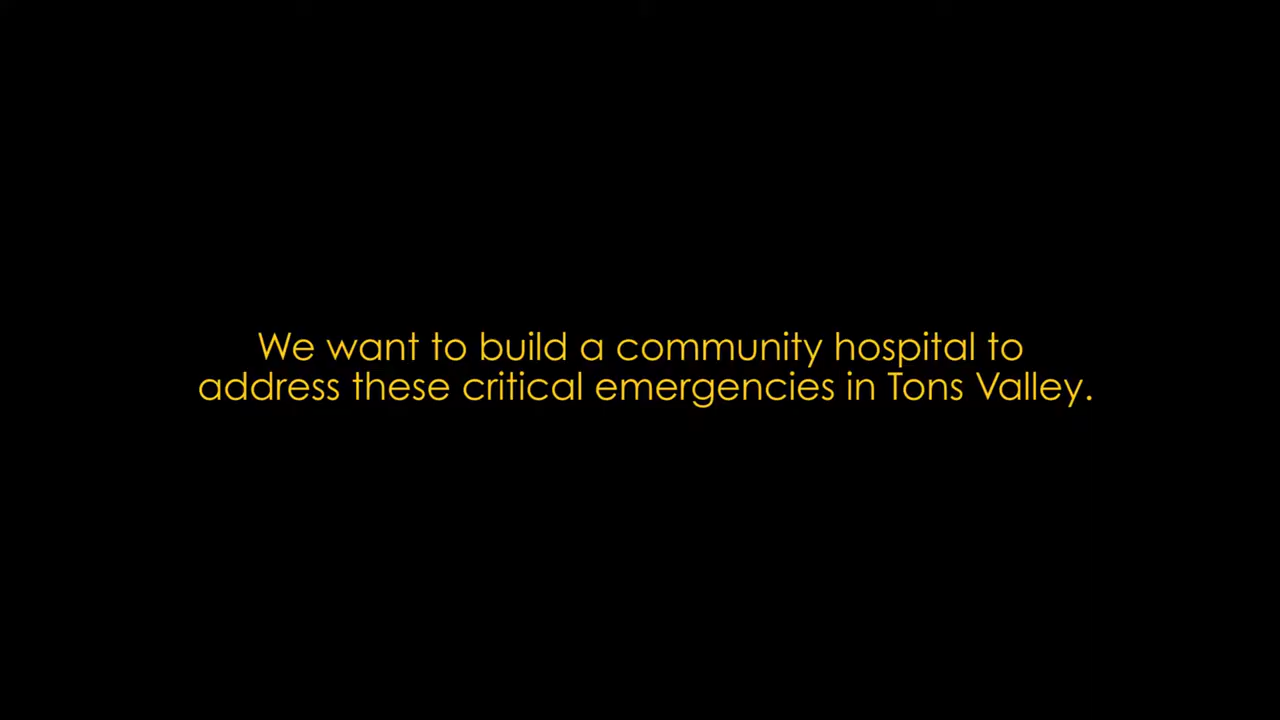 We want to build a community hospital to
address these critical emergencies in Tons Valley.